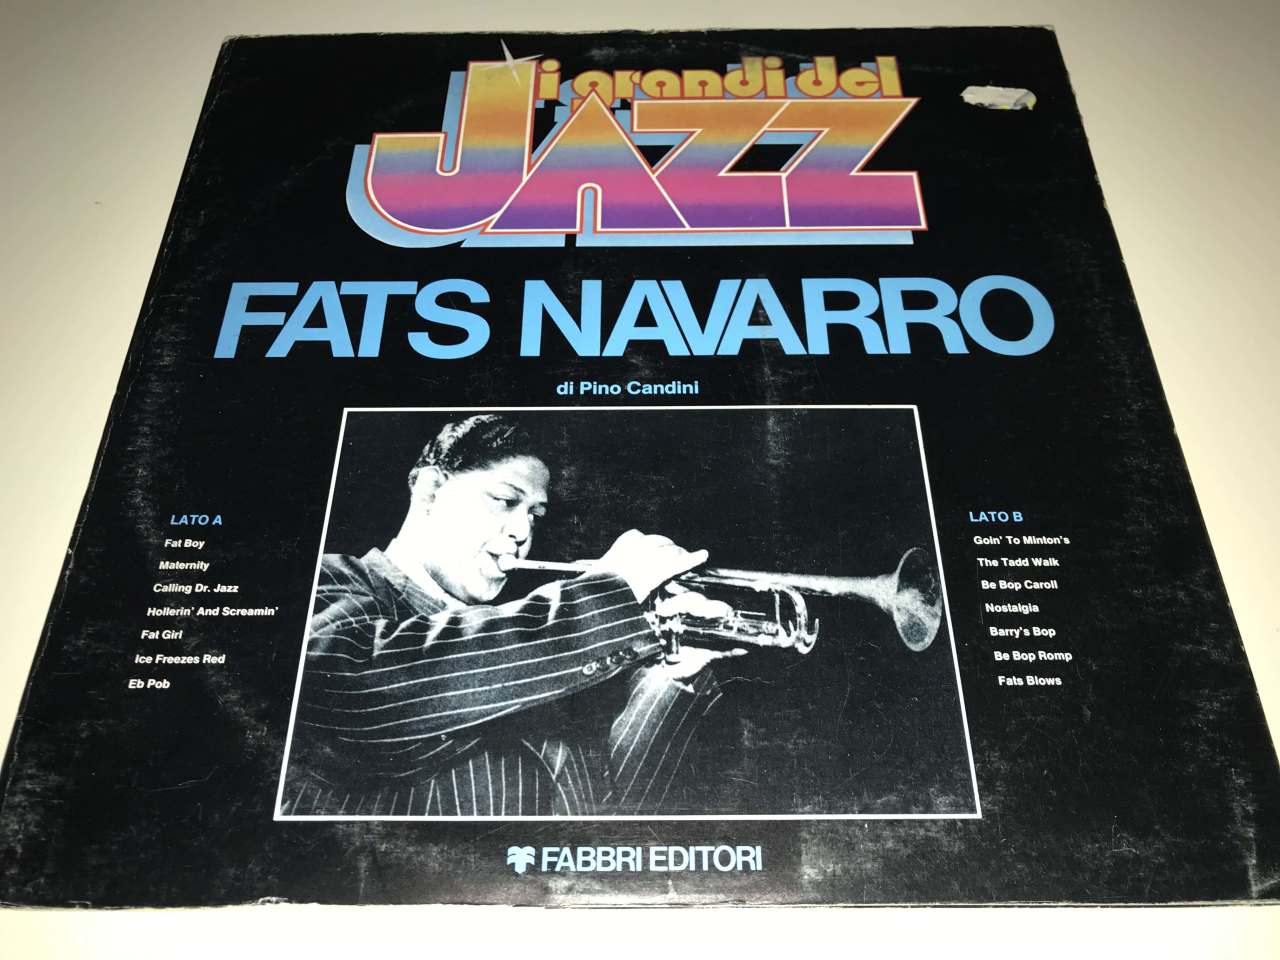 i grandi del
JAZZ
FATS NAVARRO
di Pino Candini
LATO A
Fat Boy
Maternity
Calling Dr. Jazz
Hollerin' And Screamin'
Fat Girl
Ice Freezes Red
Eb Pob
LATO B
Goin' To Minton's
The Tadd Walk
Be Bop Caroll
Nostalgia
Barry's Bop
Be Bop Romp
Fats Blows
FABBRI EDITORI